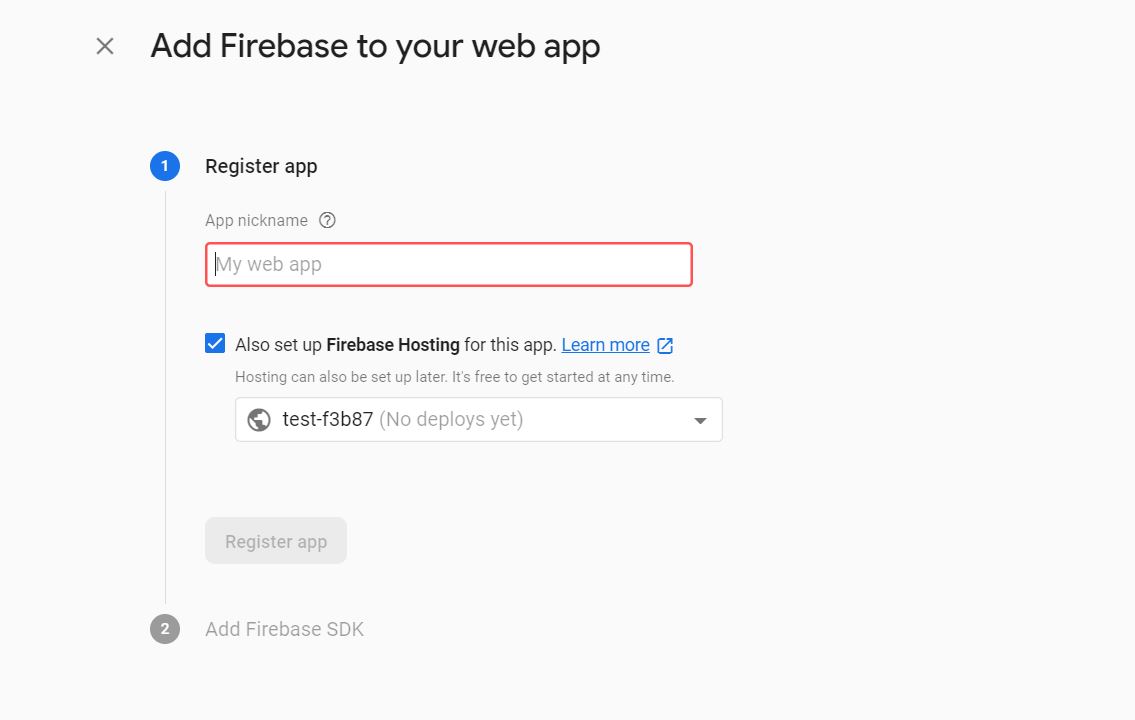 Add Firebase to your web app
1 Register app
App nickname
My web app
Also set up Firebase Hosting for this app. Learn more
Hosting can also be set up later. It's free to get started at any time.
test-f3b87 (No deploys yet)
Register app
2 Add Firebase SDK